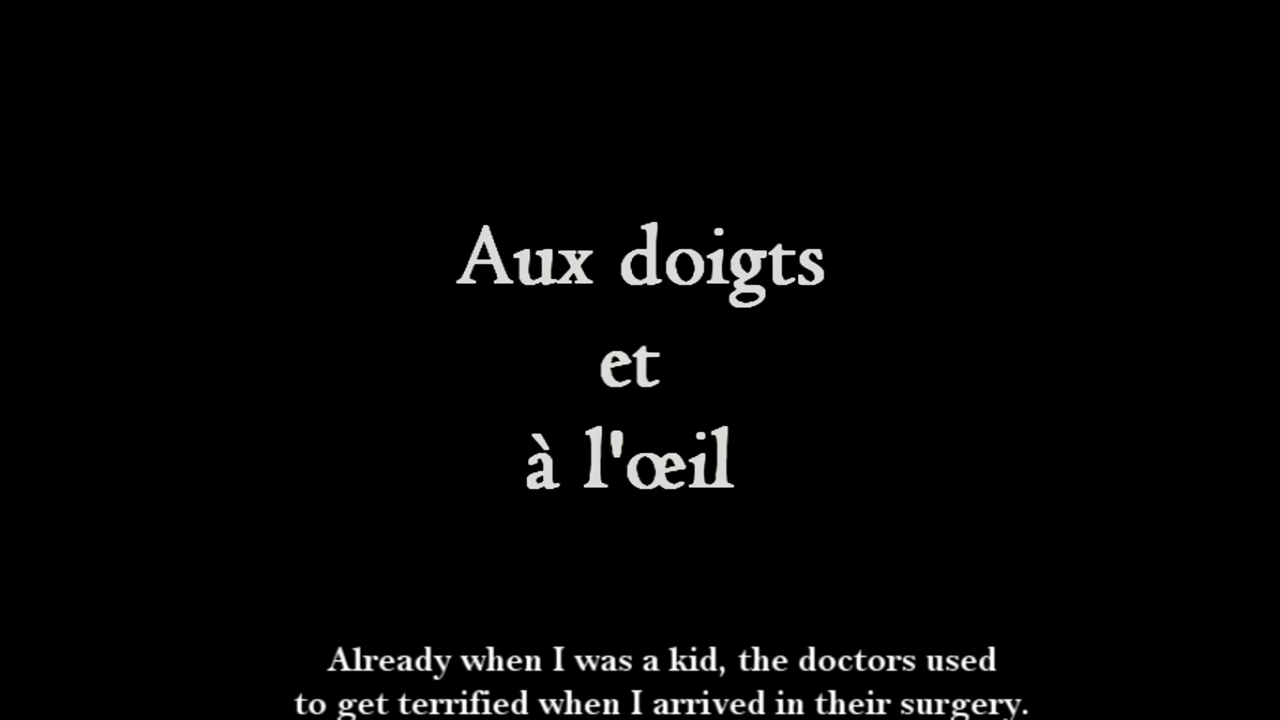 Aux doigts
et
à l'œil
Already when I was a kid, the doctors used
to get terrified when I arrived in their surgery.